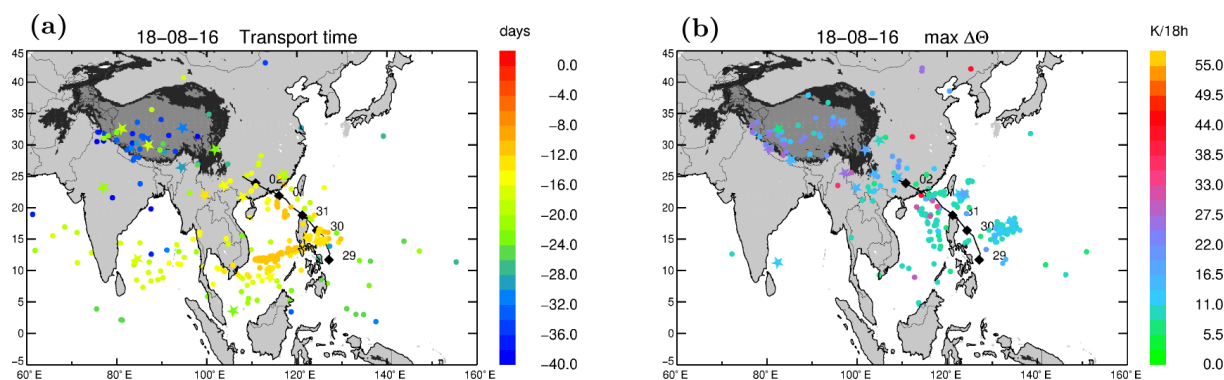 (a)
18-08-16 Transport time
days
45
40
35
30
25
20
15
10
5
0
−5
60°E
80°E
100°E
120°E
140°E
160°E
02
31
30
29
0.0
−4.0
−8.0
−12.0
−16.0
−20.0
−24.0
−28.0
−32.0
−36.0
−40.0
(b)
18-08-16 max ΔΘ
K/18h
45
40
35
30
25
20
15
10
5
0
−5
60°E
80°E
100°E
120°E
140°E
160°E
02
31
30
29
55.0
49.5
44.0
38.5
33.0
27.5
22.0
16.5
11.0
5.5
0.0